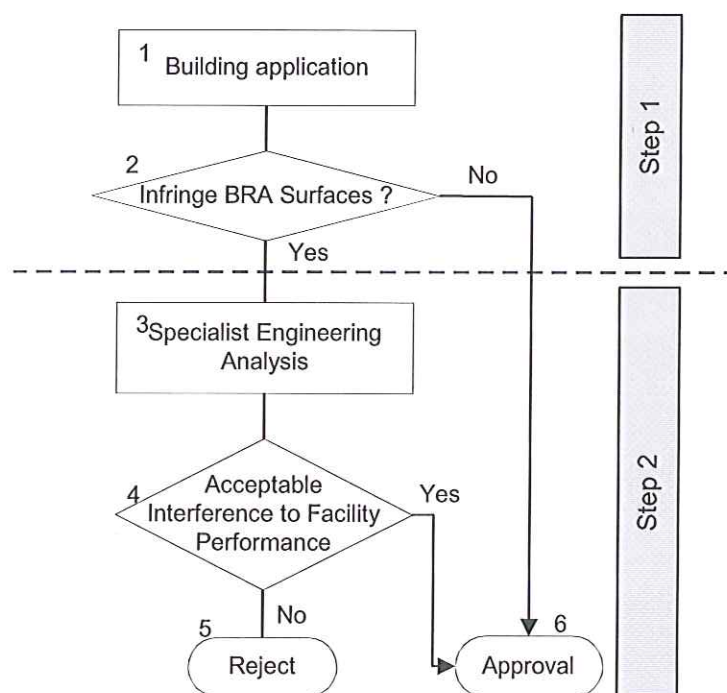 1 Building application
2
Infringe BRA Surfaces ?
No
Yes
Step 1
3 Specialist Engineering
Analysis
4
Acceptable
Interference to Facility
Performance
Yes
No
5
Reject
6
Approval
Step 2